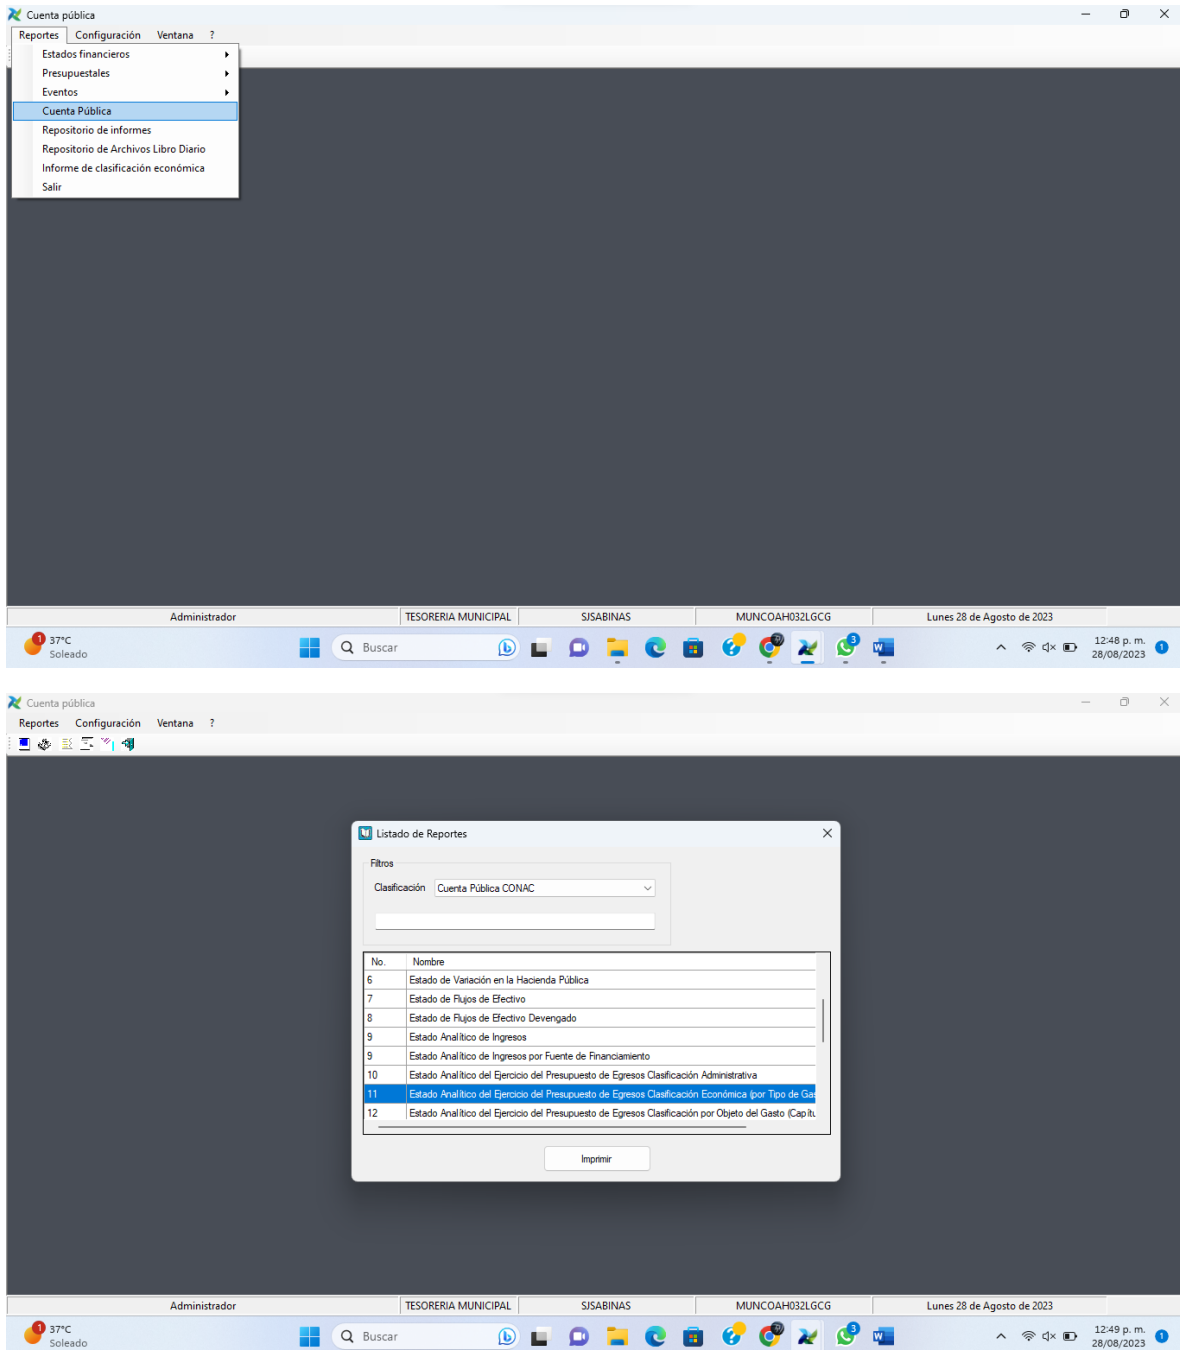 Cuenta pública
Reportes Configuración Ventana ?
Estados financieros
Presupuestales
Eventos
Cuenta Pública
Repositorio de informes
Repositorio de Archivos Libro Diario
Informe de clasificación económica
Salir
Administrador TESORERIA MUNICIPAL SJSABINAS MUNCOAH032LGCG Lunes 28 de Agosto de 2023
1 37°C
Soleado
Buscar
3
12:48 p. m.
28/08/2023
1
Cuenta pública
Reportes Configuración Ventana ?
Listado de Reportes
Filtros
Clasificación Cuenta Pública CONAC
No. Nombre
6 Estado de Variación en la Hacienda Pública
7 Estado de Flujos de Efectivo
8 Estado de Flujos de Efectivo Devengado
9 Estado Analítico de Ingresos
9 Estado Analítico de Ingresos por Fuente de Financiamiento
10 Estado Analítico del Ejercicio del Presupuesto de Egresos Clasificación Administrativa
11 Estado Analítico del Ejercicio del Presupuesto de Egresos Clasificación Económica (por Tipo de Gas
12 Estado Analítico del Ejercicio del Presupuesto de Egresos Clasificación por Objeto del Gasto (Capítu
Imprimir
Administrador TESORERIA MUNICIPAL SJSABINAS MUNCOAH032LGCG Lunes 28 de Agosto de 2023
1 37°C
Soleado
Buscar
3
12:49 p. m.
28/08/2023
1